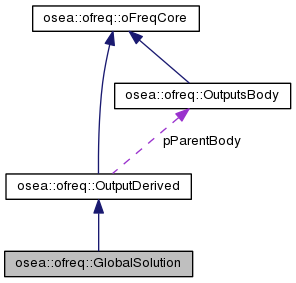 osea::ofreq::oFreqCore
osea::ofreq::OutputsBody
pParentBody
osea::ofreq::OutputDerived
osea::ofreq::GlobalSolution